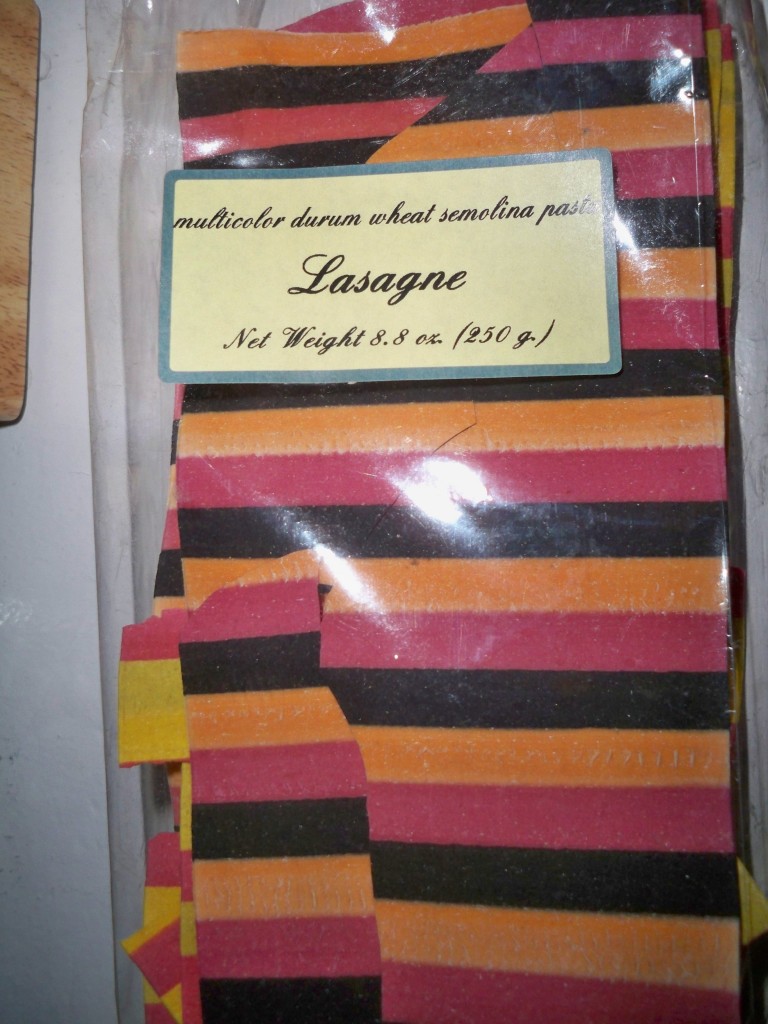 multicolor durum wheat semolina pasta
Lasagne
Net Weight 8.8 oz. (250 g.)